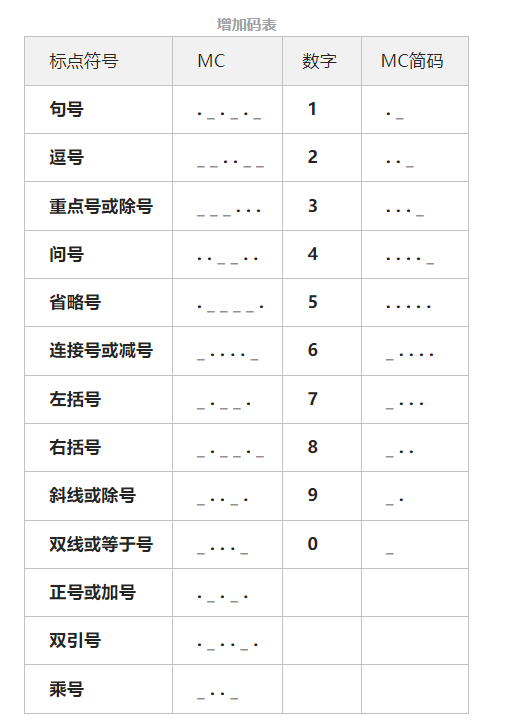 增加码表
标点符号 MC 数字 MC简码
句号 ._._._ 1 ._
逗号 __..__ 2 .._
重点号或除号 ___... 3 ..._
问号 ..__.. 4 ...._
省略号 .____. 5 .....
连接号或减号 _...._ 6 _....
左括号 _.__. 7 _...
右括号 _.__._ 8 _..
斜线或除号 _.._. 9 _.
双线或等于号 _..._ 0 _
正号或加号 ._._.
双引号 ._.._.
乘号 _.._